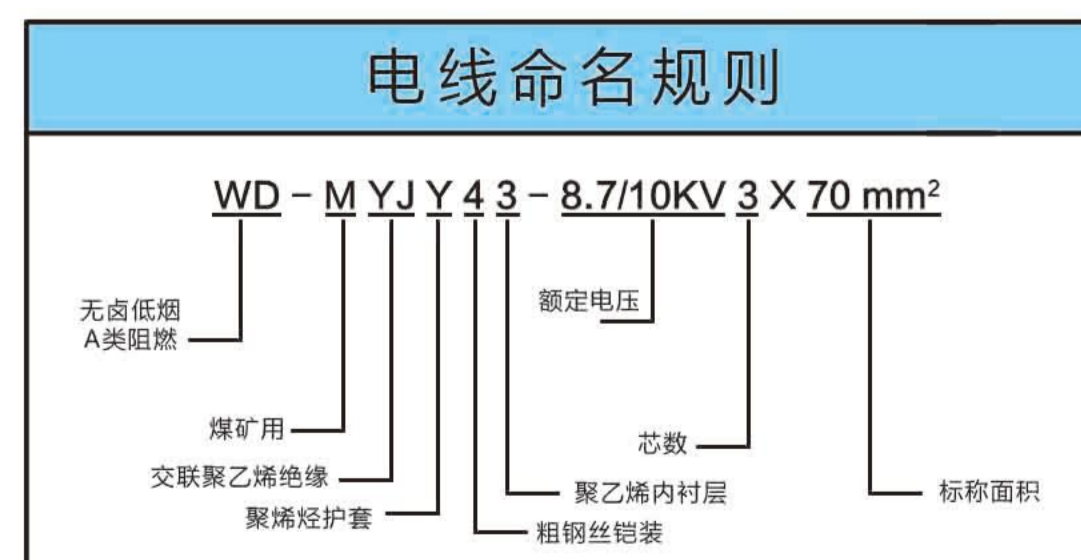 电线命名规则
WD-MYJY43-8.7/10KV 3 X 70 mm²
额定电压
无卤低烟
A类阻燃
煤矿用
芯数
交联聚乙烯绝缘
聚乙烯内衬层
标称面积
聚烯烃护套
粗钢丝铠装